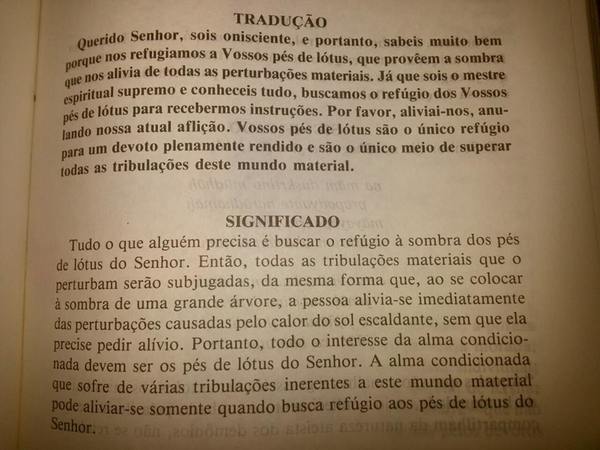 TRADUÇÃO
Querido Senhor, sois onisciente, e portanto, sabeis muito bem
porque nos refugiamos a Vossos pés de lótus, que provêem a sombra
que nos alivia de todas as perturbações materiais. Já que sois o mestre
espiritual supremo e conheceis tudo, buscamos o refúgio dos Vossos
pés de lótus para recebermos instruções. Por favor, aliviai-nos, anu-
lando nossa atual aflição. Vossos pés de lótus são o único refúgio
para um devoto plenamente rendido e são o único meio de superar
todas as tribulações deste mundo material.
SIGNIFICADO
Tudo o que alguém precisa é buscar o refúgio à sombra dos pés
de lótus do Senhor. Então, todas as tribulações materiais que o
perturbam serão subjugadas, da mesma forma que, ao se colocar
à sombra de uma grande árvore, a pessoa alivia-se imediatamente
das perturbações causadas pelo calor do sol escaldante, sem que ela
precise pedir alívio. Portanto, todo o interesse da alma condicio-
nada devem ser os pés de lótus do Senhor. A alma condicionada
que sofre de várias tribulações inerentes a este mundo material
pode aliviar-se somente quando busca refúgio aos pés de lótus do
Senhor.